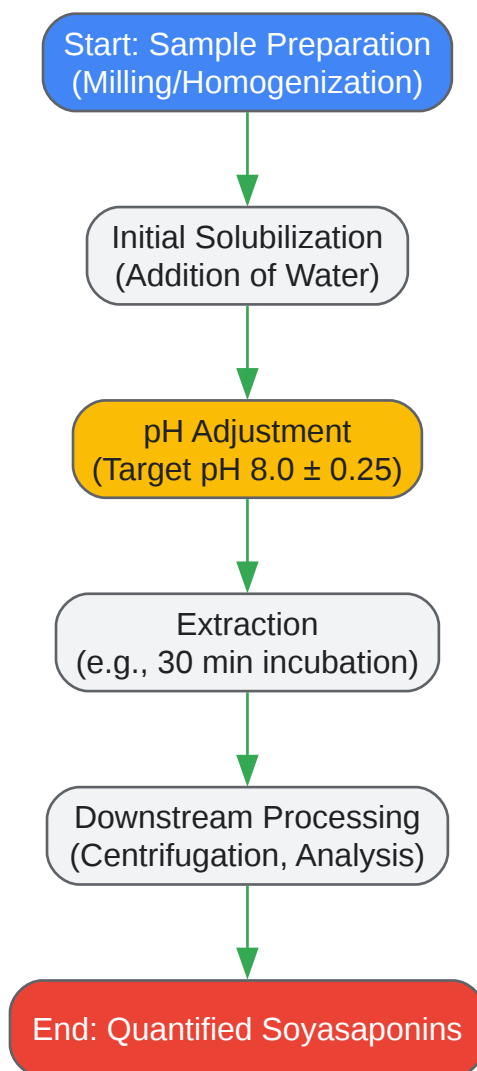 Start: Sample Preparation
(Milling/Homogenization)
Initial Solubilization
(Addition of Water)
pH Adjustment
(Target pH 8.0 ± 0.25)
Extraction
(e.g., 30 min incubation)
Downstream Processing
(Centrifugation, Analysis)
End: Quantified Soyasaponins